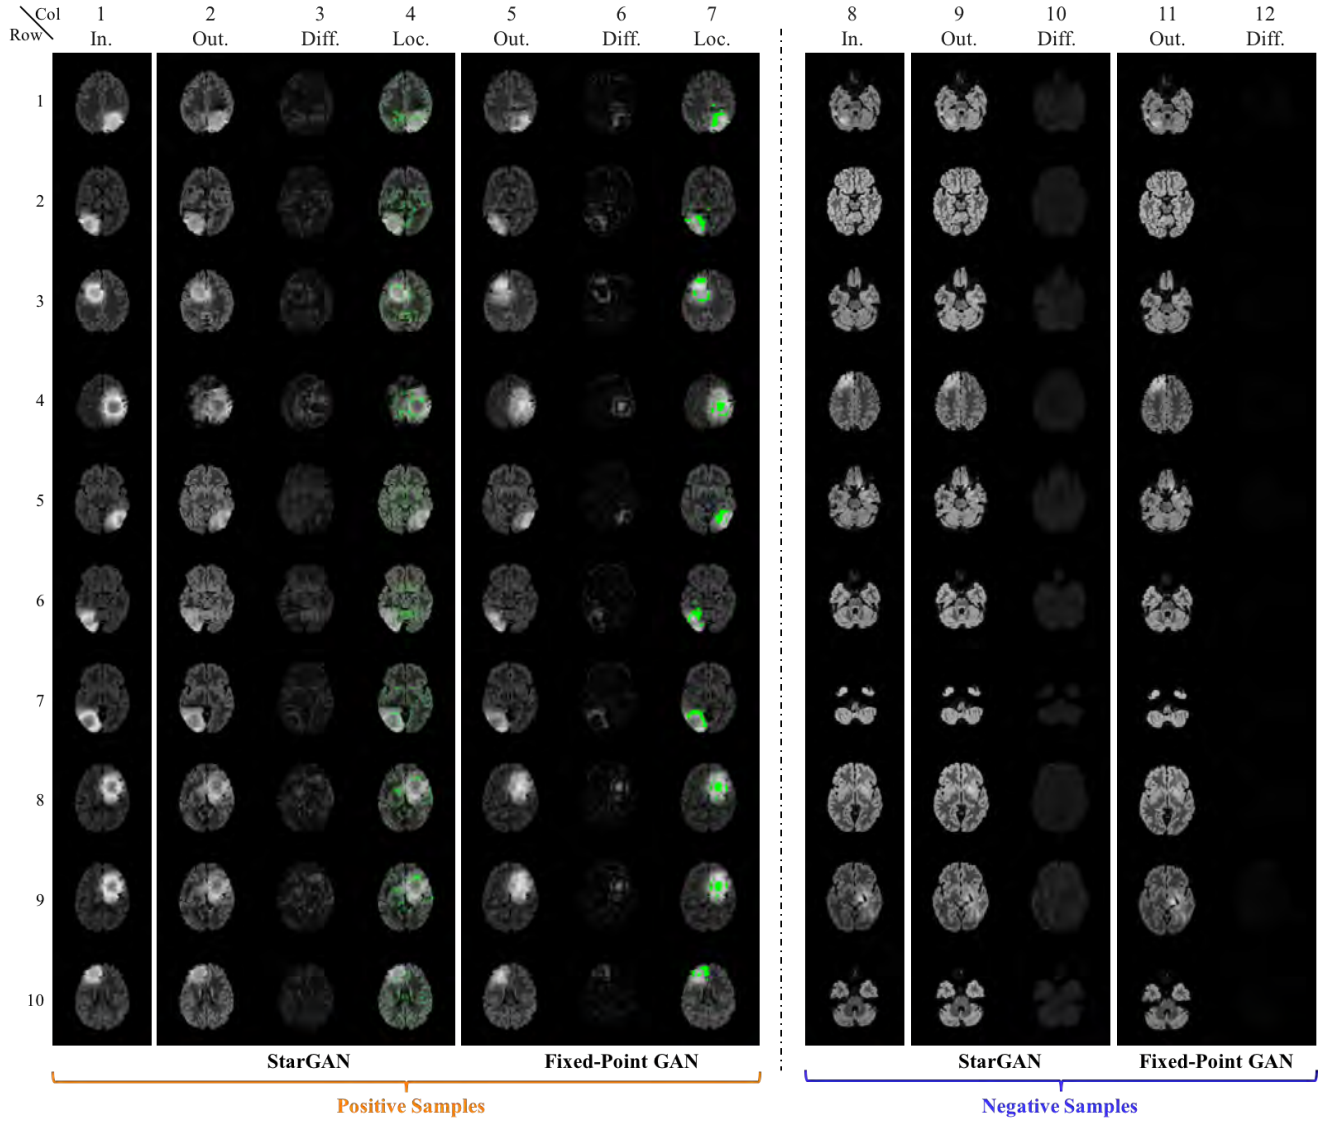 Col 1 2 3 4 5 6 7 8 9 10 11 12
Row In. Out. Diff. Loc. Out. Diff. Loc. In. Out. Diff. Out. Diff.
1
2
3
4
5
6
7
8
9
10
StarGAN Fixed-Point GAN StarGAN Fixed-Point GAN
Positive Samples Negative Samples